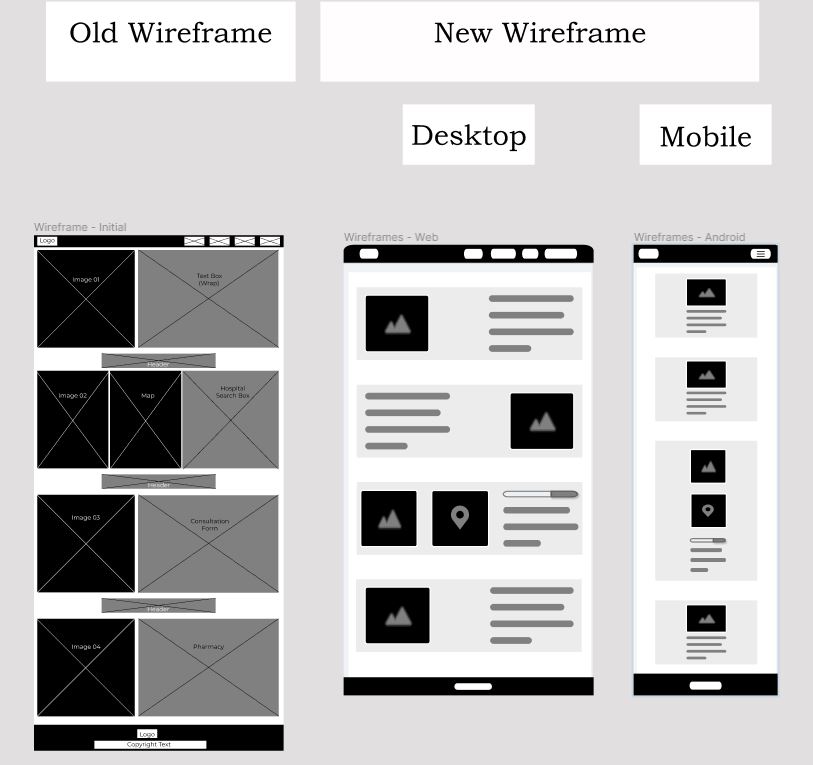 Old Wireframe
New Wireframe
Desktop
Mobile
Wireframe - Initial
Wireframes - Web
Wireframes - Android
Logo
Image 01
Text Box
(Wrap)
Header
Image 02
Map
Hospital
Search Box
Header
Image 03
Consultation
Form
Header
Image 04
Pharmacy
Logo
Copyright Text